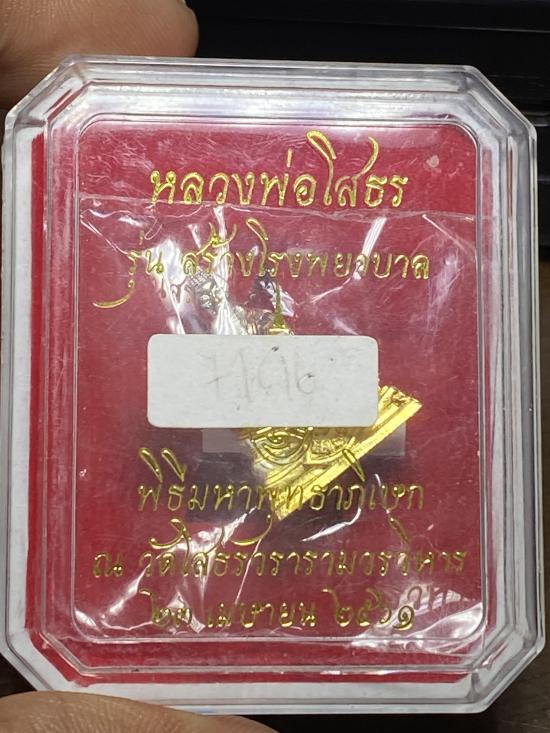 หลวงพ่อโสธร
รุ่น สร้างโรงพยาบาล
พิธีมหาพุทธาภิเษก
ณ วัดโสธรวรารามวรวิหาร
๒๓ เมษายน ๒๕๖๑